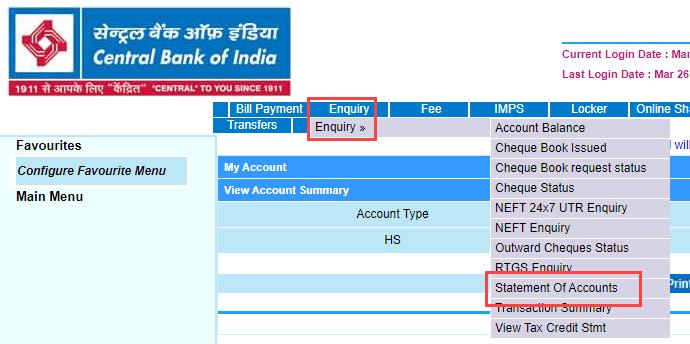 सेन्ट्रल बैंक ऑफ़ इंडिया
Central Bank of India
1911 से आपके लिए "केंद्रित" "CENTRAL" TO YOU SINCE 1911
Current Login Date : Mar
Last Login Date : Mar 26
Bill Payment Enquiry Fee IMPS Locker Online Sha
Transfers Enquiry »
Account Balance
Cheque Book Issued
Cheque Book request status
Cheque Status
NEFT 24x7 UTR Enquiry
NEFT Enquiry
Outward Cheques Status
RTGS Enquiry
Statement Of Accounts
Transaction Summary
View Tax Credit Stmt
will
Favourites
Configure Favourite Menu
Main Menu
My Account
View Account Summary
Account Type
HS
Print